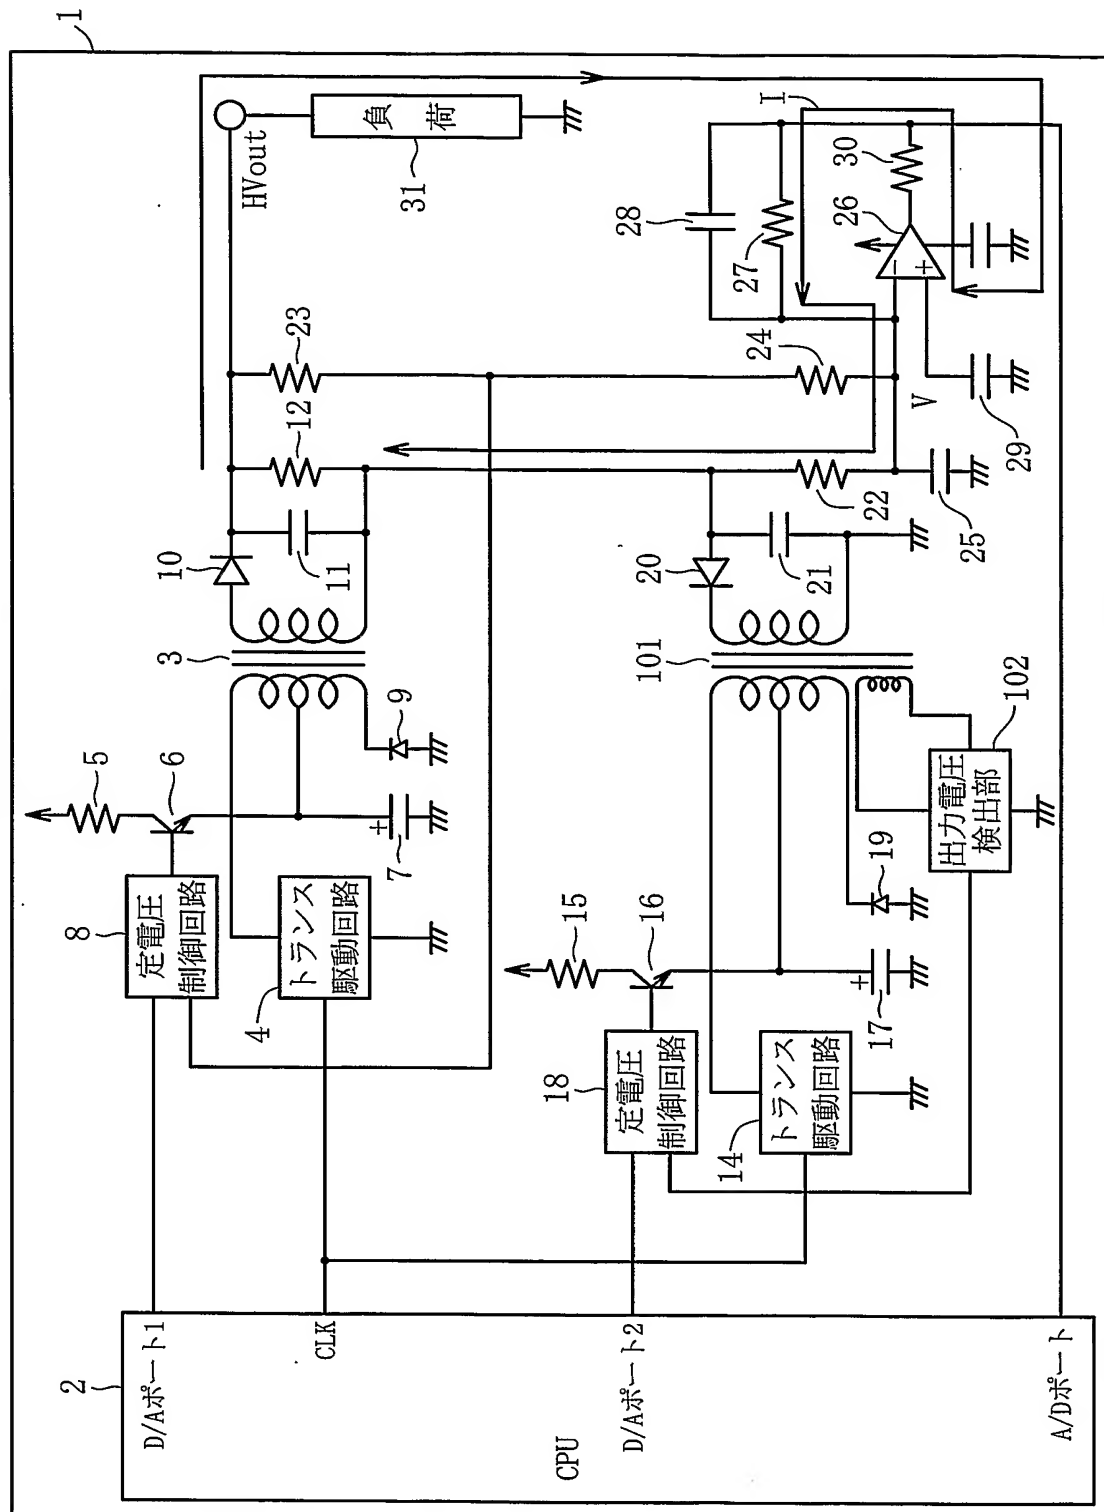 1
2
D/Aポート1
CLK
D/Aポート2
A/Dポート
CPU
8
定電圧
制御回路
5
6
4
トランス
駆動回路
7
+
9
3
10
11
12
23
HVout
負荷
31
18
定電圧
制御回路
15
16
14
トランス
駆動回路
17
+
19
101
102
出力電圧
検出部
20
21
22
24
25
V
29
28
27
I
26
−
+
30